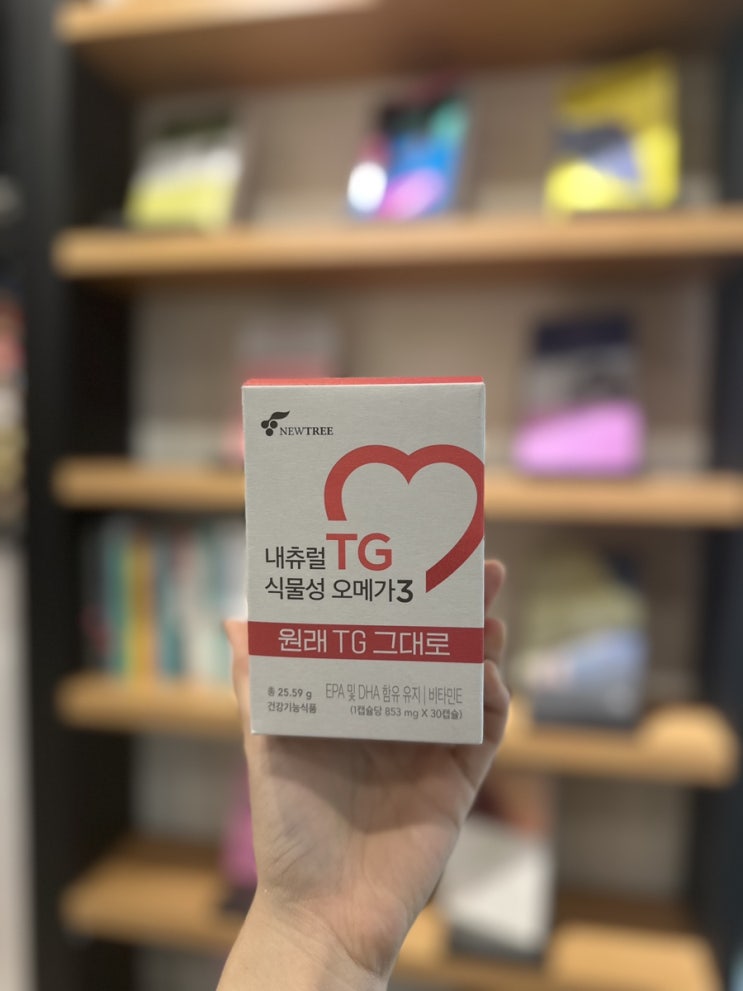 NEWTREE
내츄럴 TG
식물성 오메가3
원래 TG 그대로
총 25.59 g
건강기능식품
EPA 및 DHA 함유 유지 | 비타민E
(1캡슐당 853 mg X 30캡슐)